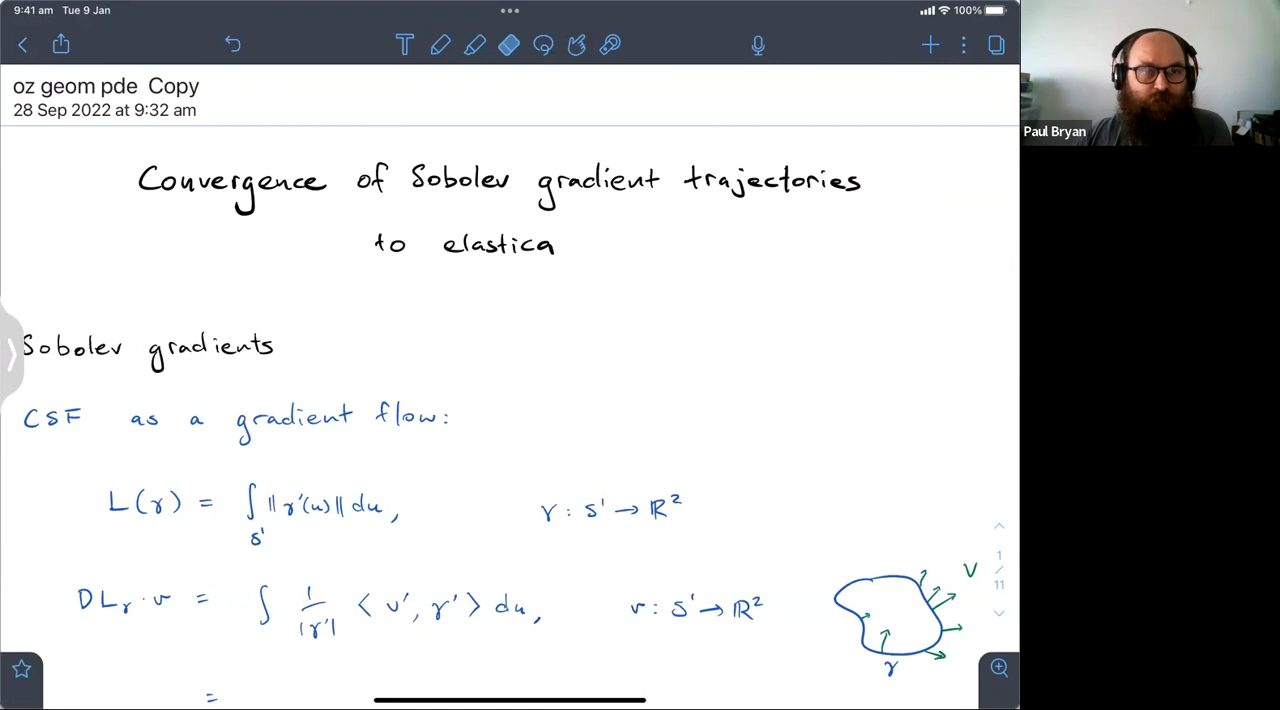 9:41 am Tue 9 Jan
100%
oz geom pde Copy
28 Sep 2022 at 9:32 am
Paul Bryan
Convergence of Sobolev gradient trajectories
to elastica
Sobolev gradients
CSF as a gradient flow:
L(γ) = ∫_{S¹} ‖γ'(u)‖ du, γ : S¹ → ℝ²
DL_γ · v = ∫ 1/|γ'| ⟨v', γ'⟩ du, v : S¹ → ℝ²
V
γ
=
1
/
11